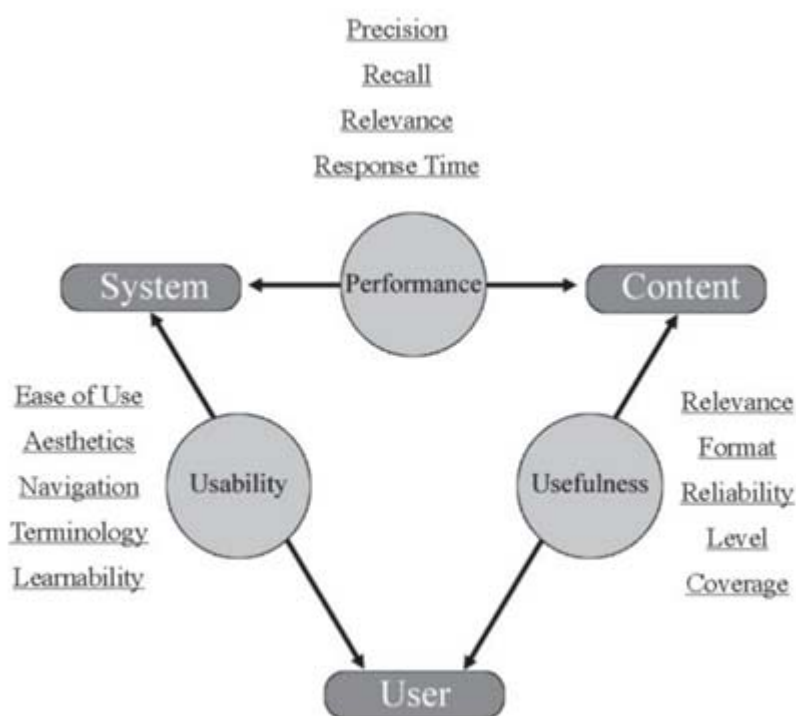 Precision
Recall
Relevance
Response Time
System
Performance
Content
Ease of Use
Aesthetics
Navigation
Terminology
Learnability
Usability
Usefulness
Relevance
Format
Reliability
Level
Coverage
User